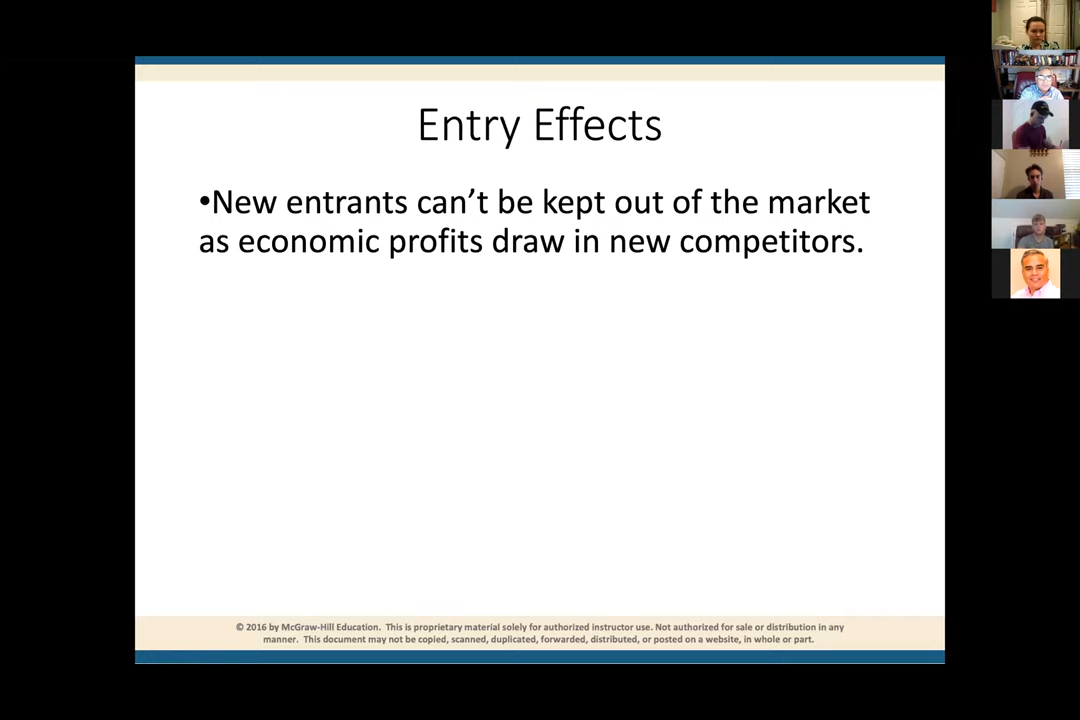 Entry Effects
•New entrants can’t be kept out of the market
as economic profits draw in new competitors.
© 2016 by McGraw-Hill Education. This is proprietary material solely for authorized instructor use. Not authorized for sale or distribution in any
manner. This document may not be copied, scanned, duplicated, forwarded, distributed, or posted on a website, in whole or part.